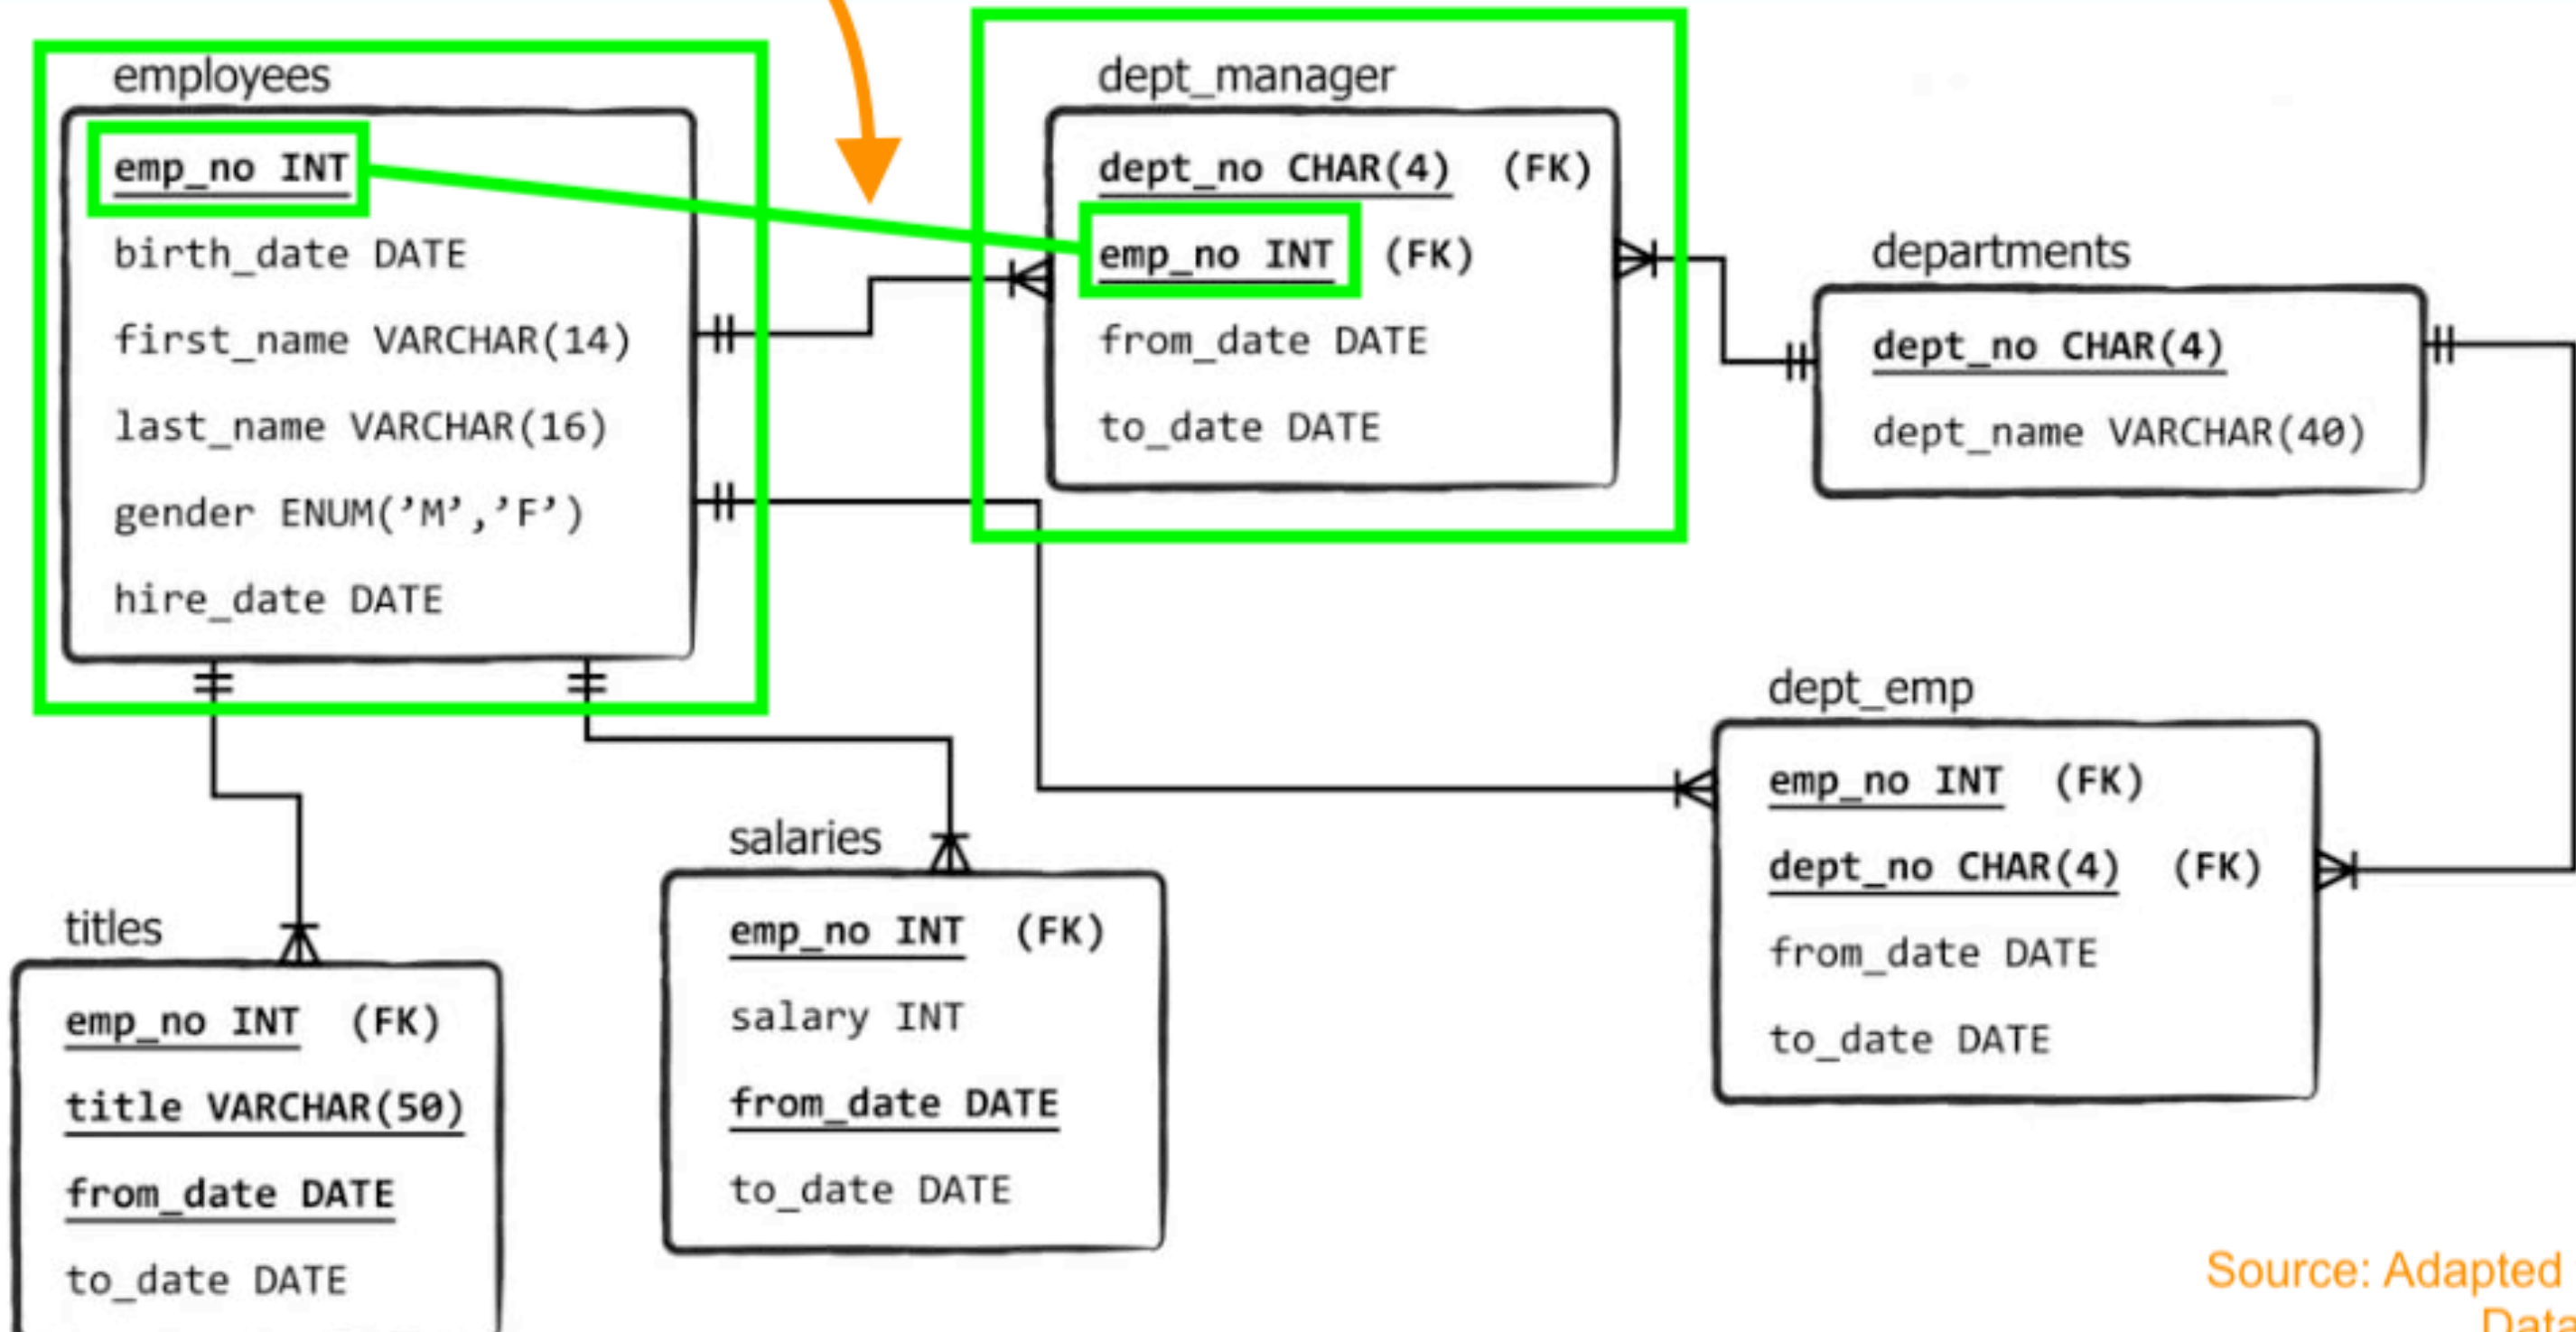 employees
emp_no INT
birth_date DATE
first_name VARCHAR(14)
last_name VARCHAR(16)
gender ENUM(’M’,’F’)
hire_date DATE
dept_manager
dept_no CHAR(4) (FK)
emp_no INT (FK)
from_date DATE
to_date DATE
departments
dept_no CHAR(4)
dept_name VARCHAR(40)
dept_emp
emp_no INT (FK)
dept_no CHAR(4) (FK)
from_date DATE
to_date DATE
salaries
emp_no INT (FK)
salary INT
from_date DATE
to_date DATE
titles
emp_no INT (FK)
title VARCHAR(50)
from_date DATE
to_date DATE
Source: Adapted
Data